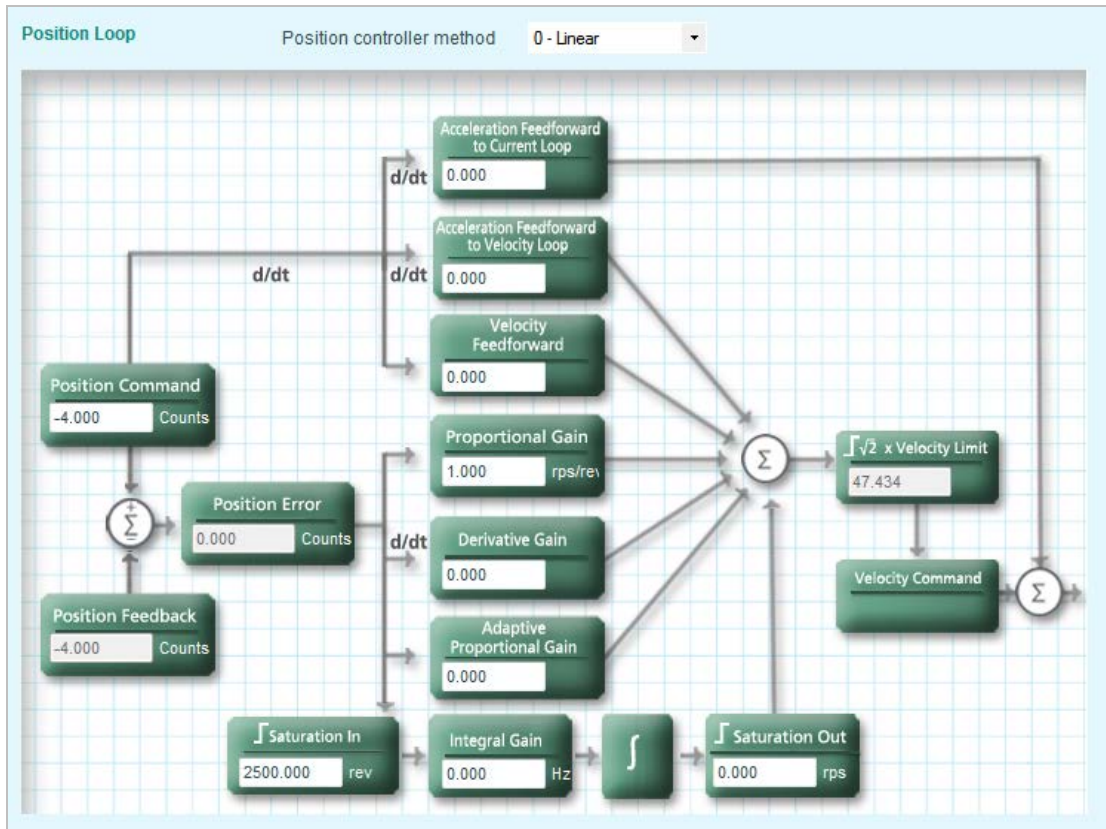 Position Loop
Position controller method 0 - Linear
Acceleration Feedforward
to Current Loop
d/dt
0.000
Acceleration Feedforward
to Velocity Loop
d/dt
d/dt
0.000
Velocity
Feedforward
0.000
Position Command
-4.000 Counts
Proportional Gain
1.000 rps/rev
Σ
∫√2 x Velocity Limit
47.434
+
Σ
−
Position Error
0.000 Counts
d/dt
Derivative Gain
0.000
Velocity Command
Σ
Position Feedback
-4.000 Counts
Adaptive
Proportional Gain
0.000
∫ Saturation In
2500.000 rev
Integral Gain
0.000 Hz
∫
∫ Saturation Out
0.000 rps